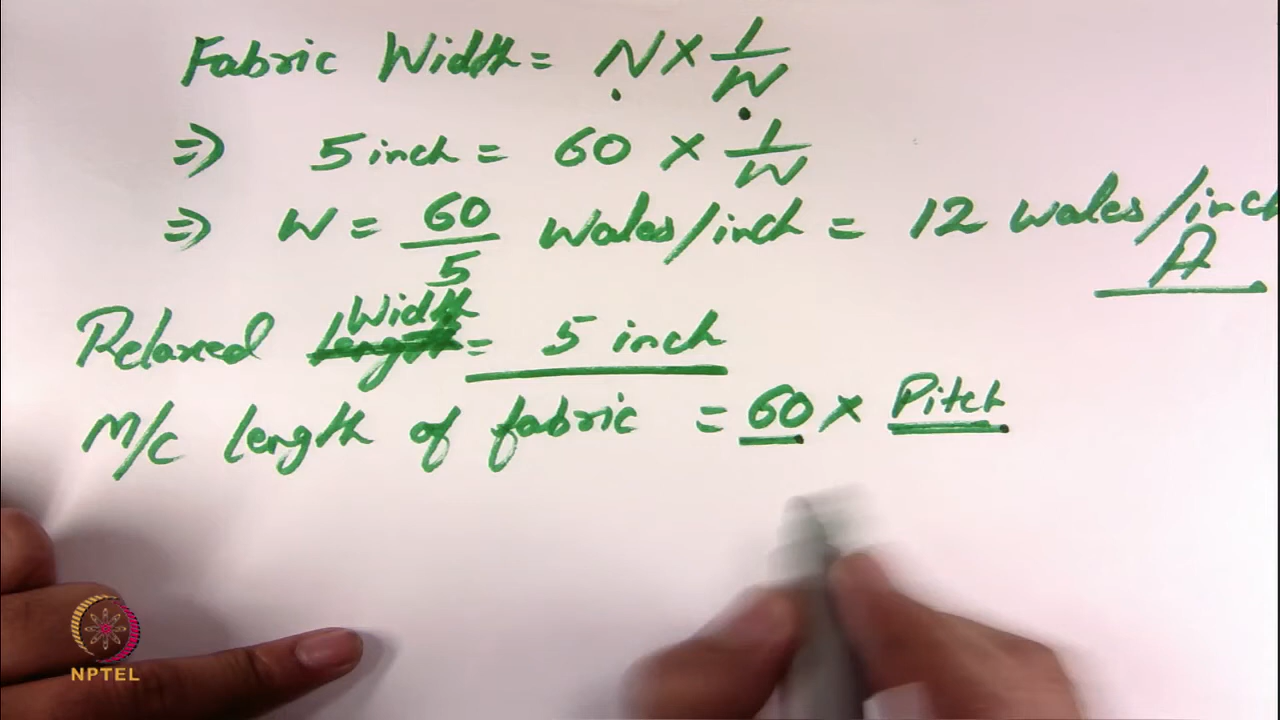 Fabric Width = N × 1/W
⇒ 5 inch = 60 × 1/W
⇒ W = 60/5 wales/inch = 12 wales/inch
A
Relaxed Width = 5 inch
M/c length of fabric = 60 × Pitch
NPTEL